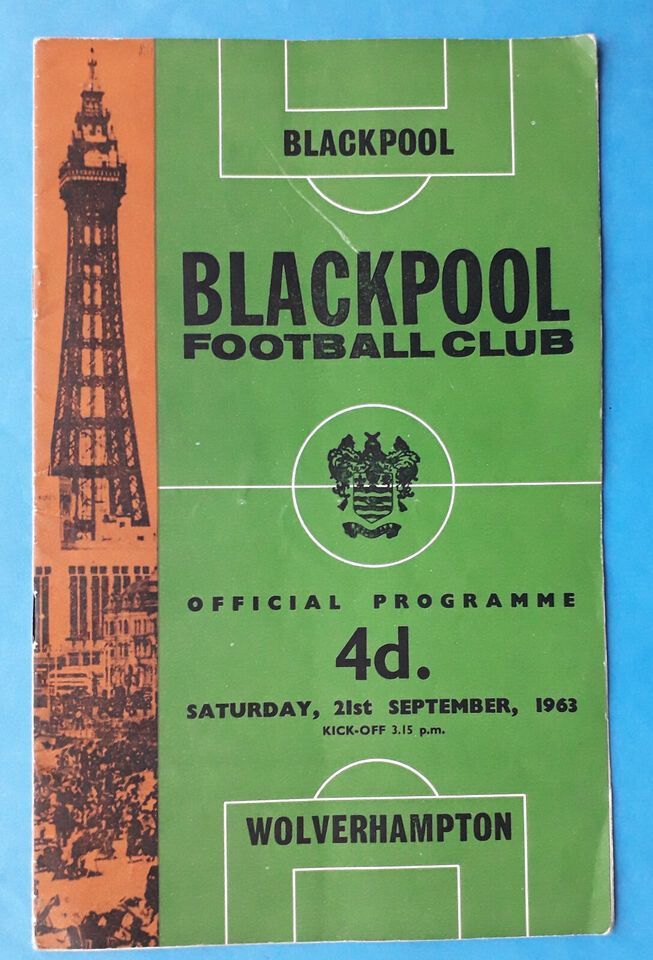 BLACKPOOL
BLACKPOOL
FOOTBALL CLUB
OFFICIAL PROGRAMME
4d.
SATURDAY, 21st SEPTEMBER, 1963
KICK-OFF 3.15 p.m.
WOLVERHAMPTON